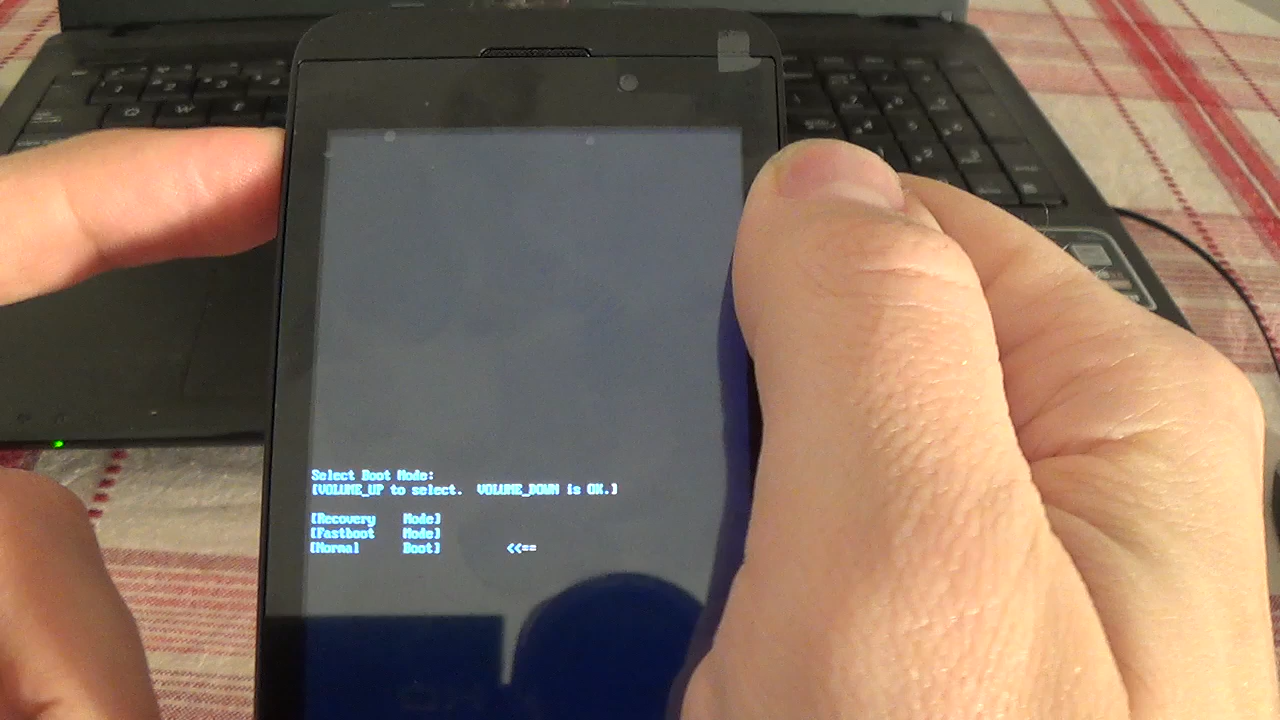 Select Boot Mode:
[VOLUME_UP to select.  VOLUME_DOWN is OK.]
[Recovery    Mode]
[Fastboot    Mode]
[Normal      Boot]         <<==